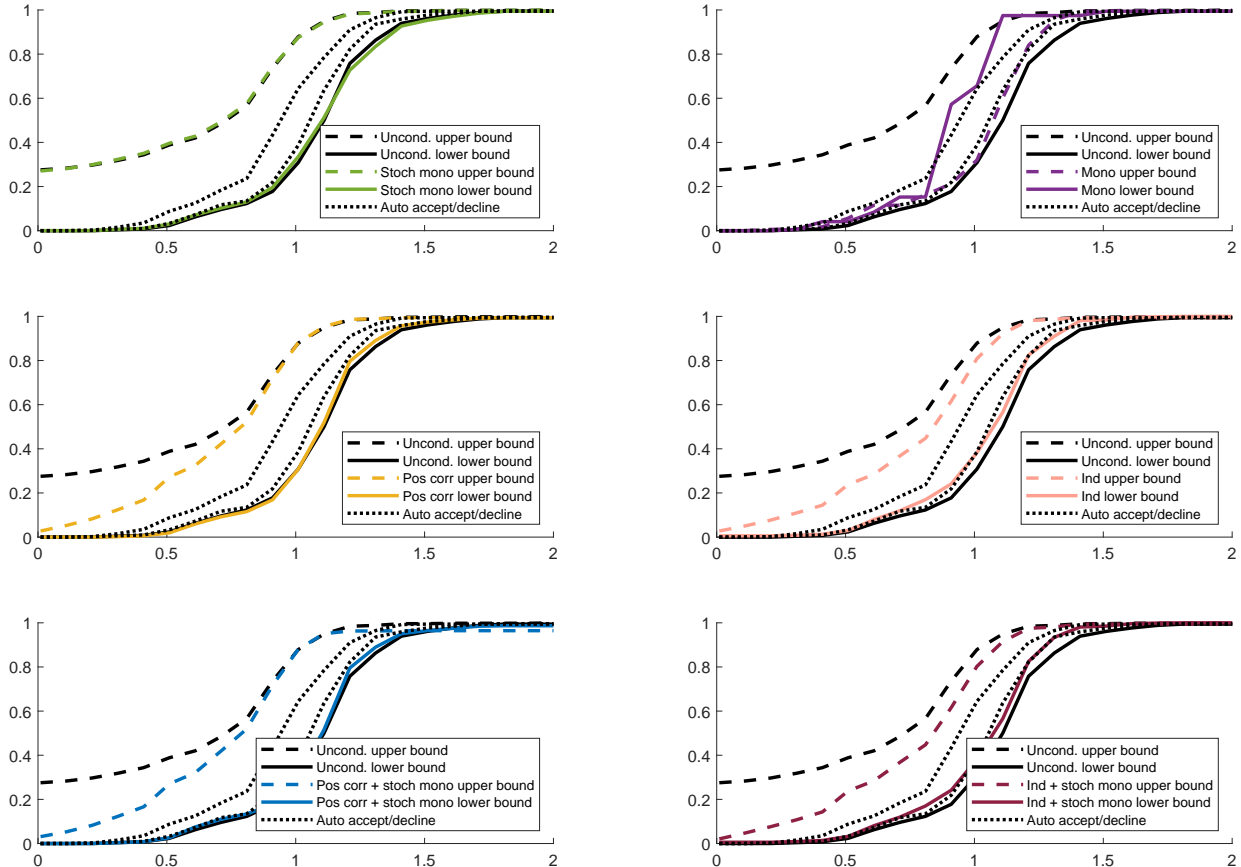 1
0.8
0.6
0.4
0.2
0
0
0.5
1
1.5
2
Uncond. upper bound
Uncond. lower bound
Stoch mono upper bound
Stoch mono lower bound
Auto accept/decline
1
0.8
0.6
0.4
0.2
0
0
0.5
1
1.5
2
Uncond. upper bound
Uncond. lower bound
Mono upper bound
Mono lower bound
Auto accept/decline
1
0.8
0.6
0.4
0.2
0
0
0.5
1
1.5
2
Uncond. upper bound
Uncond. lower bound
Pos corr upper bound
Pos corr lower bound
Auto accept/decline
1
0.8
0.6
0.4
0.2
0
0
0.5
1
1.5
2
Uncond. upper bound
Uncond. lower bound
Ind upper bound
Ind lower bound
Auto accept/decline
1
0.8
0.6
0.4
0.2
0
0
0.5
1
1.5
2
Uncond. upper bound
Uncond. lower bound
Pos corr + stoch mono upper bound
Pos corr + stoch mono lower bound
Auto accept/decline
1
0.8
0.6
0.4
0.2
0
0
0.5
1
1.5
2
Uncond. upper bound
Uncond. lower bound
Ind + stoch mono upper bound
Ind + stoch mono lower bound
Auto accept/decline